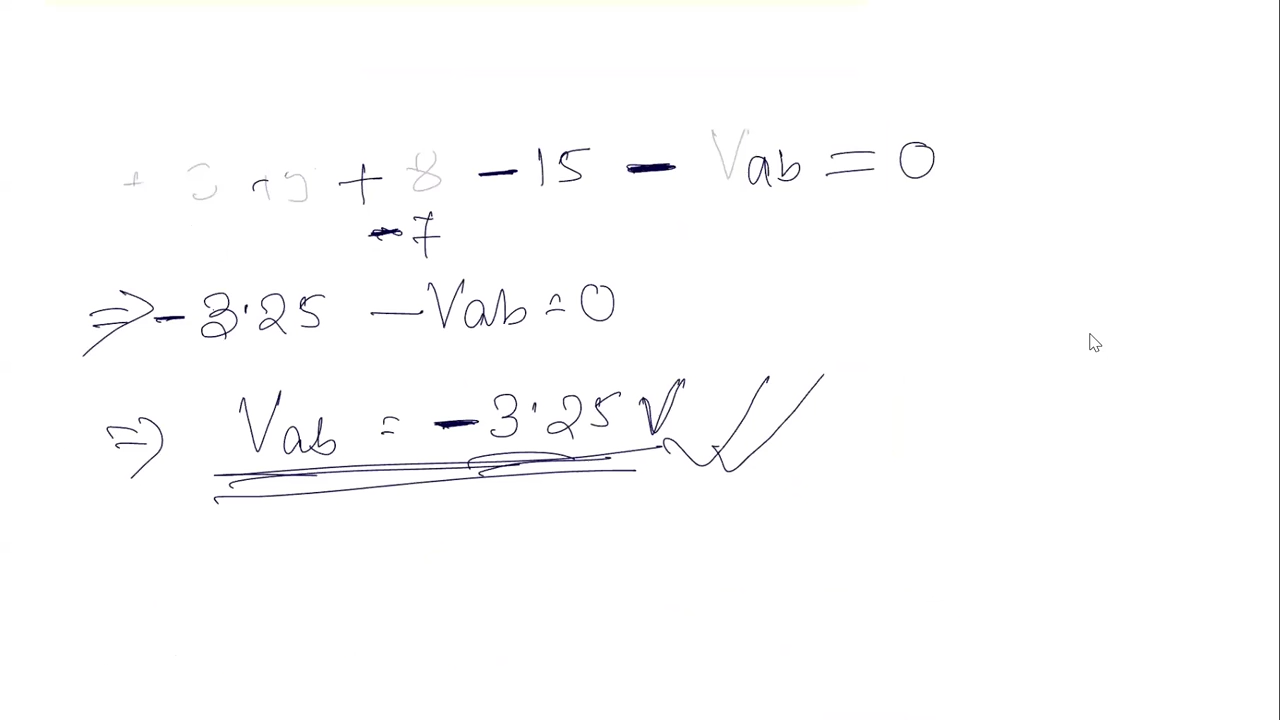 + 8 - 15 - Vab = 0
- 7
⇒ - 3.25 - Vab = 0
⇒ Vab = - 3.25 V